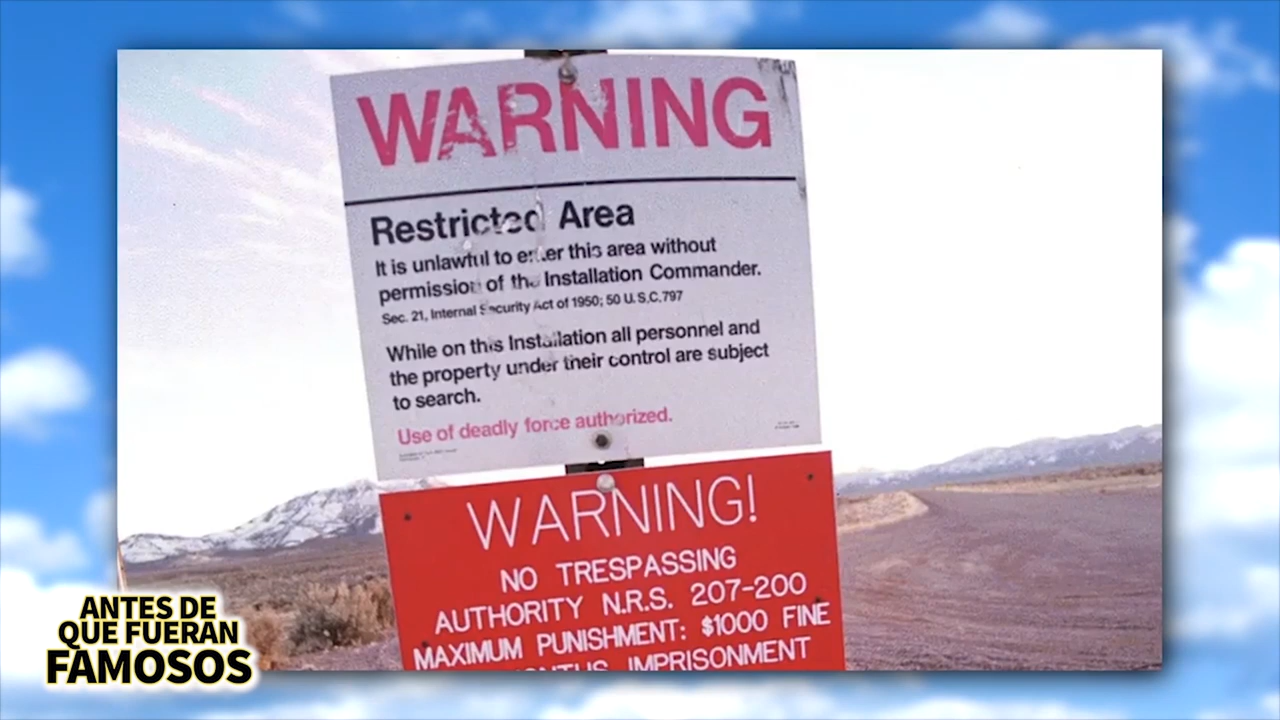 WARNING
Restricted Area
It is unlawful to enter this area without
permission of the Installation Commander.
Sec. 21, Internal Security Act of 1950; 50 U.S.C.797
While on this Installation all personnel and
the property under their control are subject
to search.
Use of deadly force authorized.
WARNING!
NO TRESPASSING
AUTHORITY N.R.S. 207-200
MAXIMUM PUNISHMENT: $1000 FINE
IMPRISONMENT
ANTES DE
QUE FUERAN
FAMOSOS